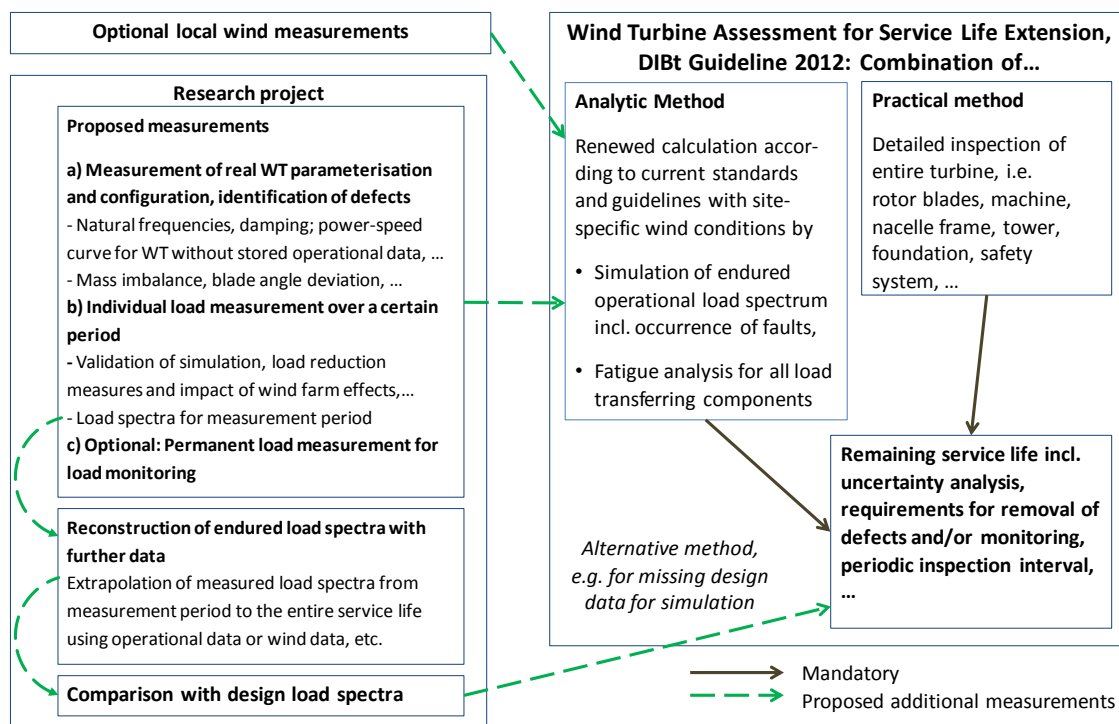 Optional local wind measurements
Research project
Proposed measurements
a) Measurement of real WT parameterisation
and configuration, identification of defects
- Natural frequencies, damping; power-speed
curve for WT without stored operational data, ...
- Mass imbalance, blade angle deviation, ...
b) Individual load measurement over a certain
period
- Validation of simulation, load reduction
measures and impact of wind farm effects,...
- Load spectra for measurement period
c) Optional: Permanent load measurement for
load monitoring
Reconstruction of endured load spectra with
further data
Extrapolation of measured load spectra from
measurement period to the entire service life
using operational data or wind data, etc.
Comparison with design load spectra
Wind Turbine Assessment for Service Life Extension,
DIBt Guideline 2012: Combination of...
Analytic Method
Renewed calculation accor-
ding to current standards
and guidelines with site-
specific wind conditions by
• Simulation of endured
operational load spectrum
incl. occurrence of faults,
• Fatigue analysis for all load
transferring components
Practical method
Detailed inspection of
entire turbine, i.e.
rotor blades, machine,
nacelle frame, tower,
foundation, safety
system, ...
Remaining service life incl.
uncertainty analysis,
requirements for removal of
defects and/or monitoring,
periodic inspection interval,
...
Alternative method,
e.g. for missing design
data for simulation
Mandatory
Proposed additional measurements